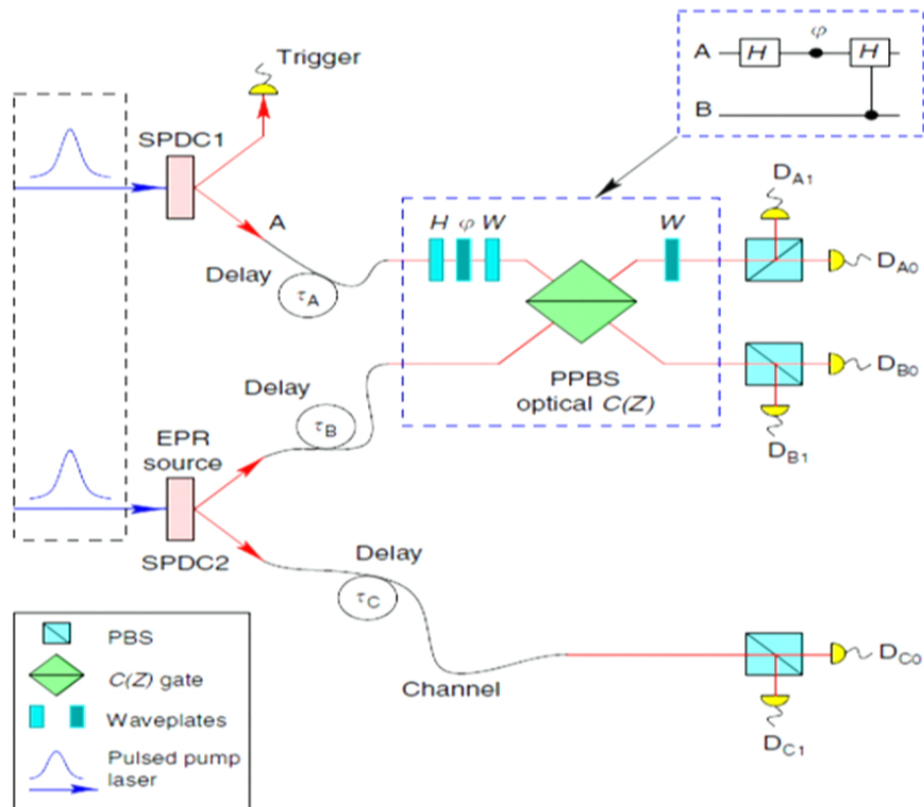 φ
A H H
B
Trigger
SPDC1
A
Delay
τA
H φ W W
DA1
DA0
PPBS
optical C(Z)
DB0
DB1
Delay
τB
EPR
source
SPDC2
Delay
τC
Channel
DC0
DC1
PBS
C(Z) gate
Waveplates
Pulsed pump
laser